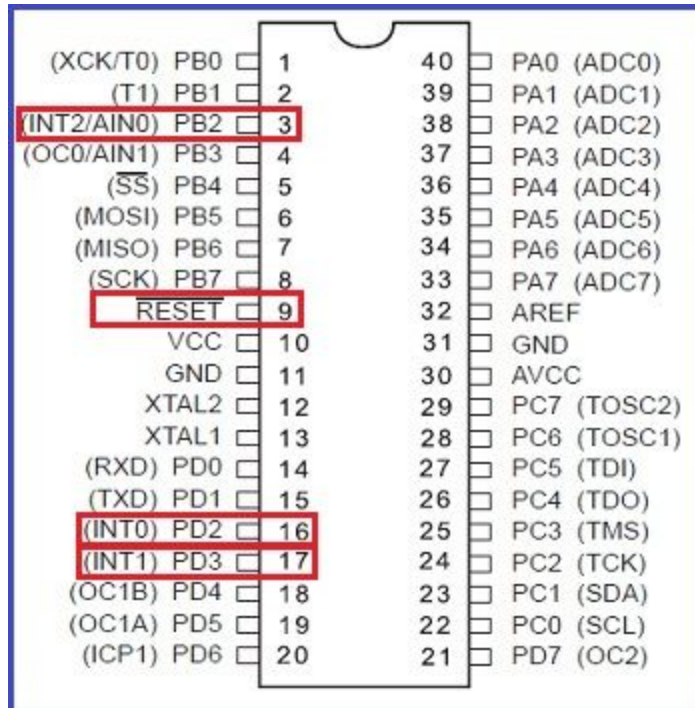 (XCK/T0) PB0 1 40 PA0 (ADC0)
(T1) PB1 2 39 PA1 (ADC1)
(INT2/AIN0) PB2 3 38 PA2 (ADC2)
(OC0/AIN1) PB3 4 37 PA3 (ADC3)
(S̅S̅) PB4 5 36 PA4 (ADC4)
(MOSI) PB5 6 35 PA5 (ADC5)
(MISO) PB6 7 34 PA6 (ADC6)
(SCK) PB7 8 33 PA7 (ADC7)
R̅E̅S̅E̅T̅ 9 32 AREF
VCC 10 31 GND
GND 11 30 AVCC
XTAL2 12 29 PC7 (TOSC2)
XTAL1 13 28 PC6 (TOSC1)
(RXD) PD0 14 27 PC5 (TDI)
(TXD) PD1 15 26 PC4 (TDO)
(INT0) PD2 16 25 PC3 (TMS)
(INT1) PD3 17 24 PC2 (TCK)
(OC1B) PD4 18 23 PC1 (SDA)
(OC1A) PD5 19 22 PC0 (SCL)
(ICP1) PD6 20 21 PD7 (OC2)